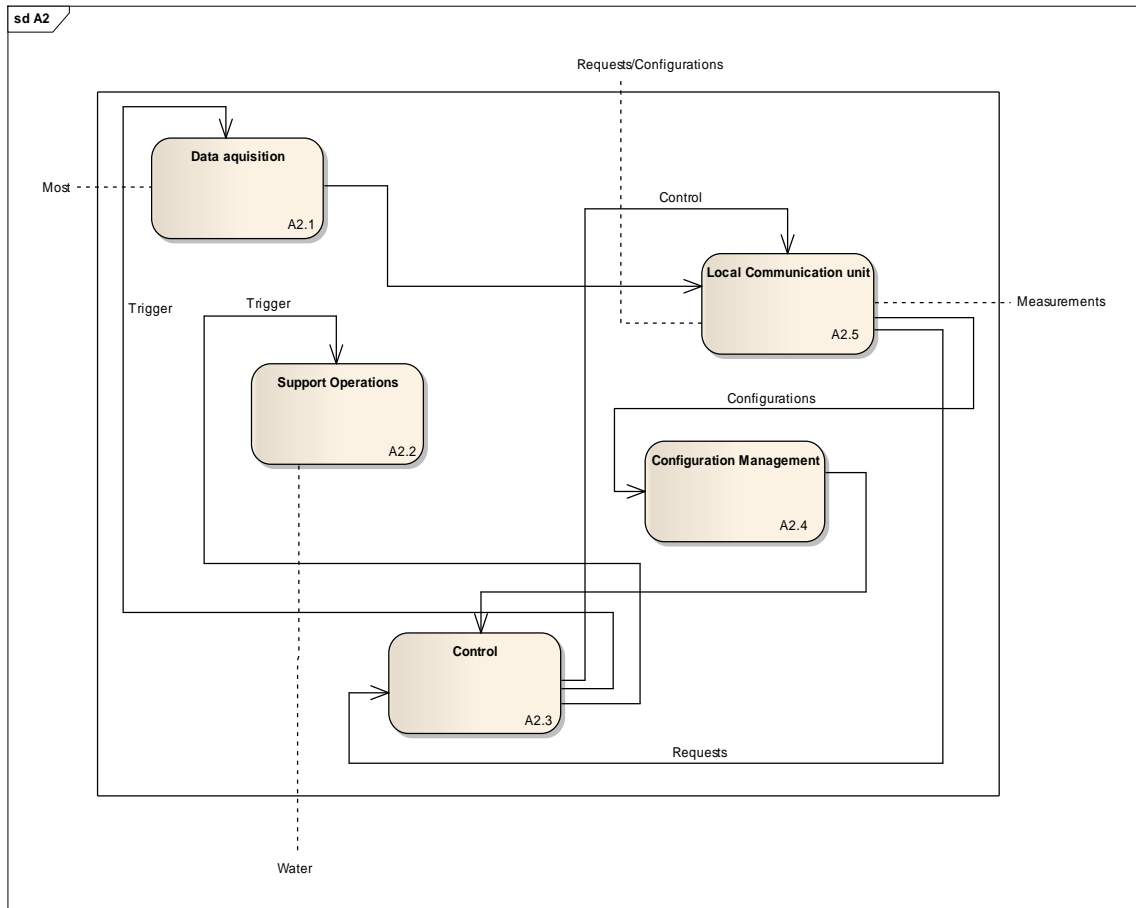 sd A2
Requests/Configurations
Data aquisition
Most
A2.1
Control
Local Communication unit
Measurements
Trigger
Trigger
A2.5
Support Operations
Configurations
A2.2
Configuration Management
A2.4
Control
A2.3
Requests
Water